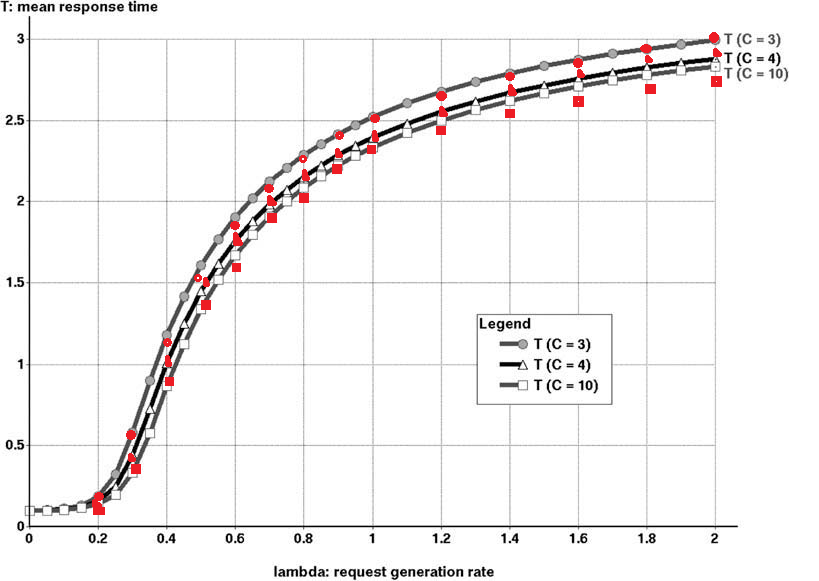 T: mean response time
3
2.5
2
1.5
1
0.5
0
T (C = 3)
T (C = 4)
T (C = 10)
Legend
T (C = 3)
T (C = 4)
T (C = 10)
0 0.2 0.4 0.6 0.8 1 1.2 1.4 1.6 1.8 2
lambda: request generation rate